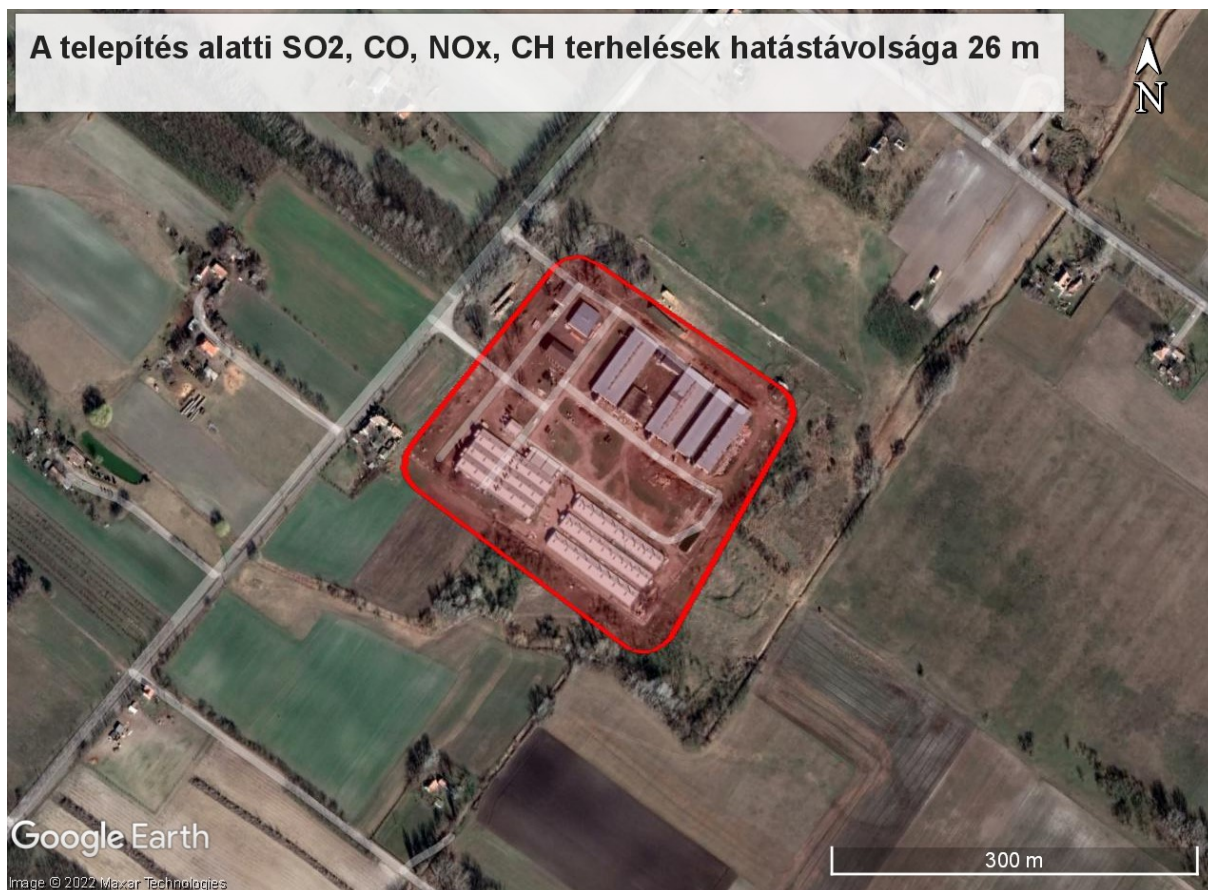 A telepítés alatti SO2, CO, NOx, CH terhelések hatástávolsága 26 m
N
Google Earth
300 m
Image © 2022 Maxar Technologies